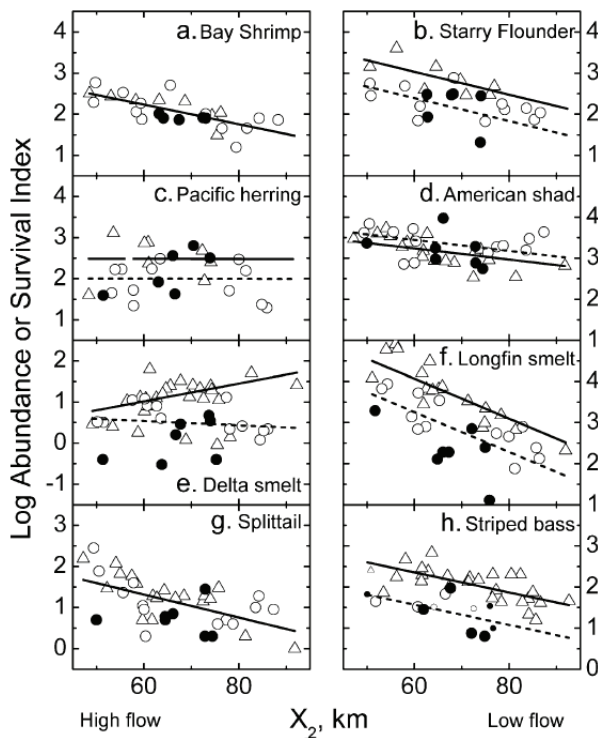 Log Abundance or Survival Index
a. Bay Shrimp
4
3
2
1
b. Starry Flounder
4
3
2
1
c. Pacific herring
4
3
2
1
d. American shad
4
3
2
1
e. Delta smelt
2
1
0
-1
f. Longfin smelt
4
3
2
1
g. Splittail
3
2
1
0
40 60 80
h. Striped bass
3
2
1
0
40 60 80
High flow X2, km Low flow